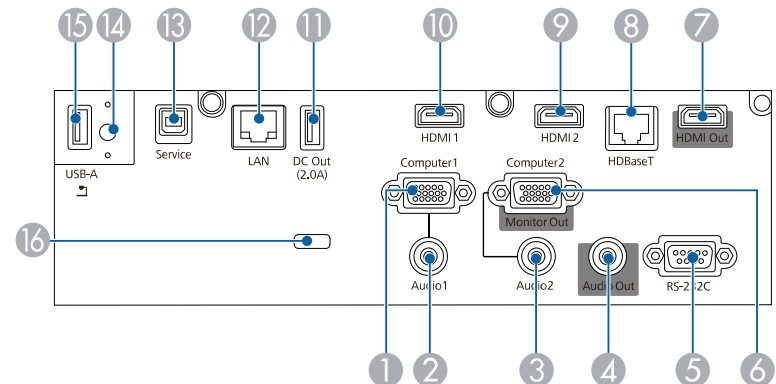 15
14
13
12
11
10
9
8
7
HDMI 1
HDMI 2
HDBaseT
HDMI Out
Service
LAN
DC Out
(2.0A)
USB-A
Computer1
Computer2
Monitor Out
16
Audio1
Audio2
Audio Out
RS-232C
1
2
3
4
5
6